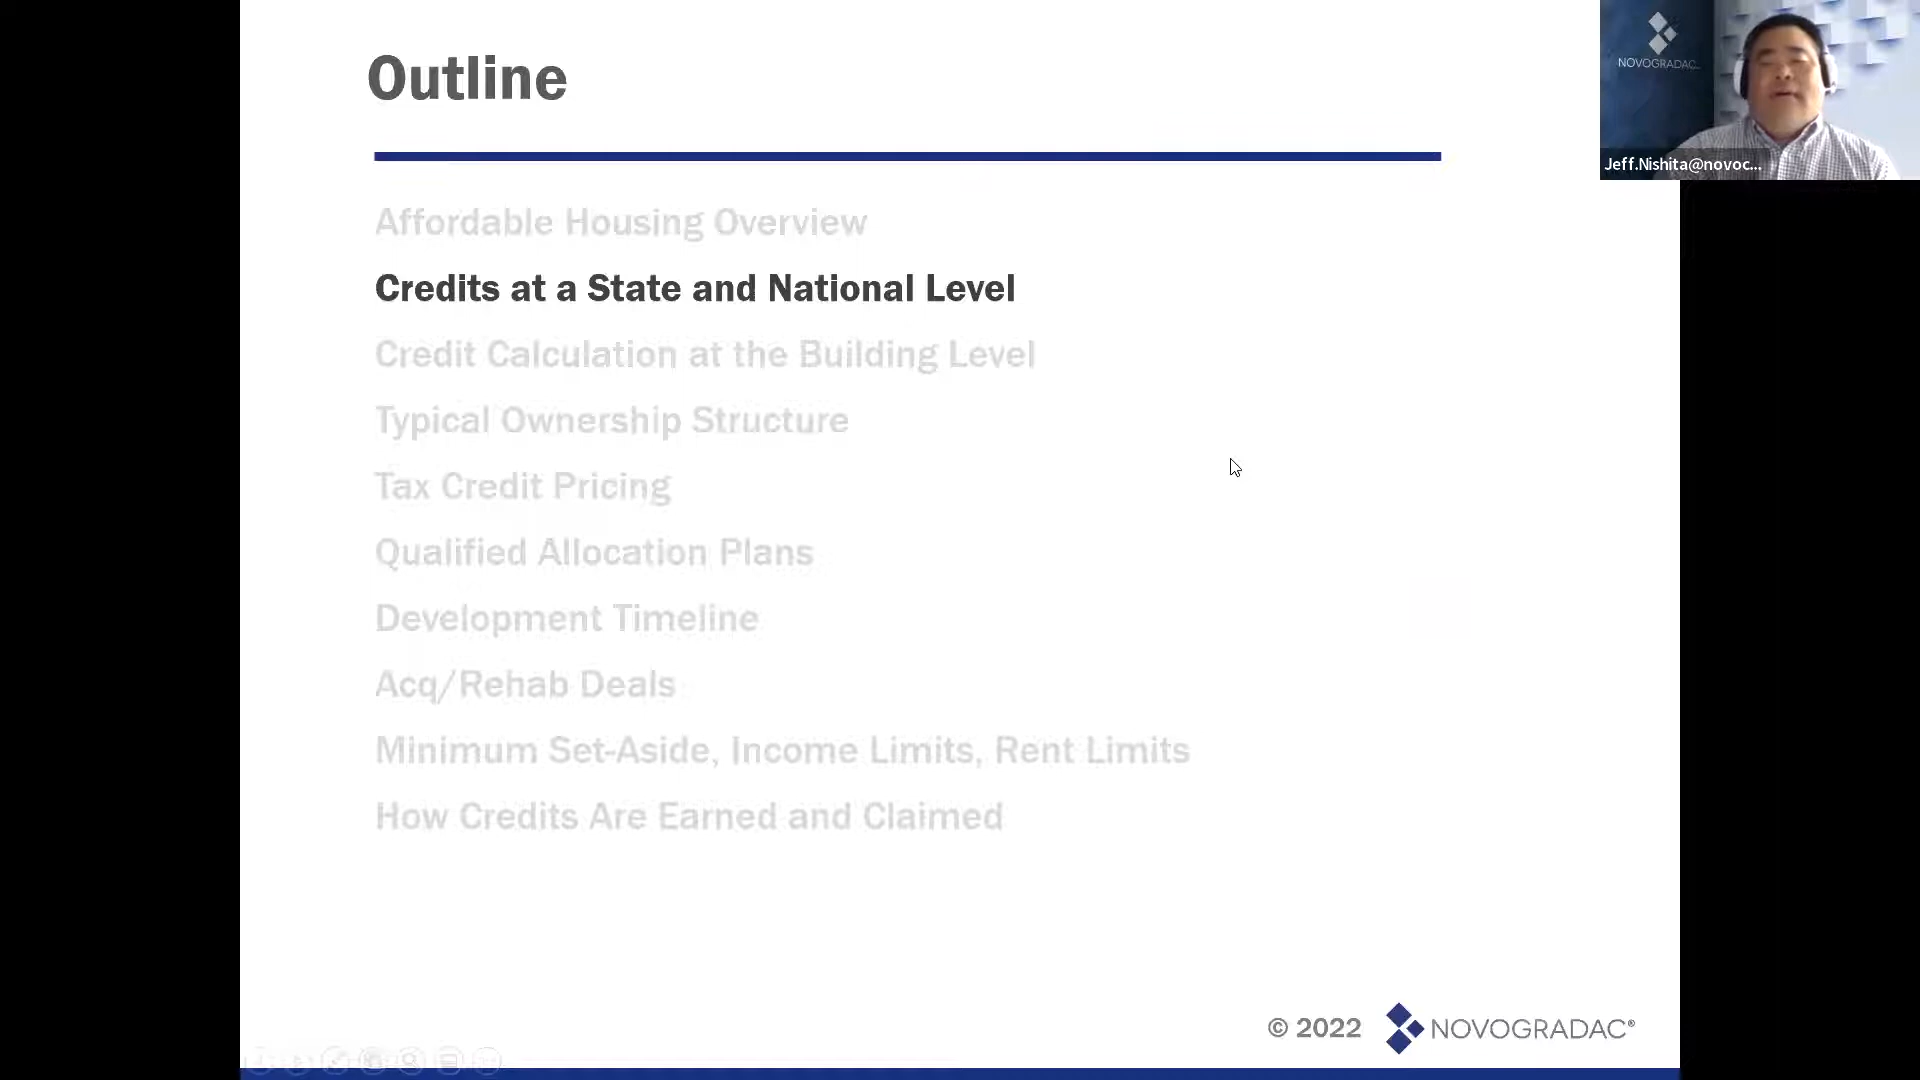 Outline
NOVOGRADAC
Jeff.Nishita@novoc...
Affordable Housing Overview
Credits at a State and National Level
Credit Calculation at the Building Level
Typical Ownership Structure
Tax Credit Pricing
Qualified Allocation Plans
Development Timeline
Acq/Rehab Deals
Minimum Set-Aside, Income Limits, Rent Limits
How Credits Are Earned and Claimed
© 2022
NOVOGRADAC®